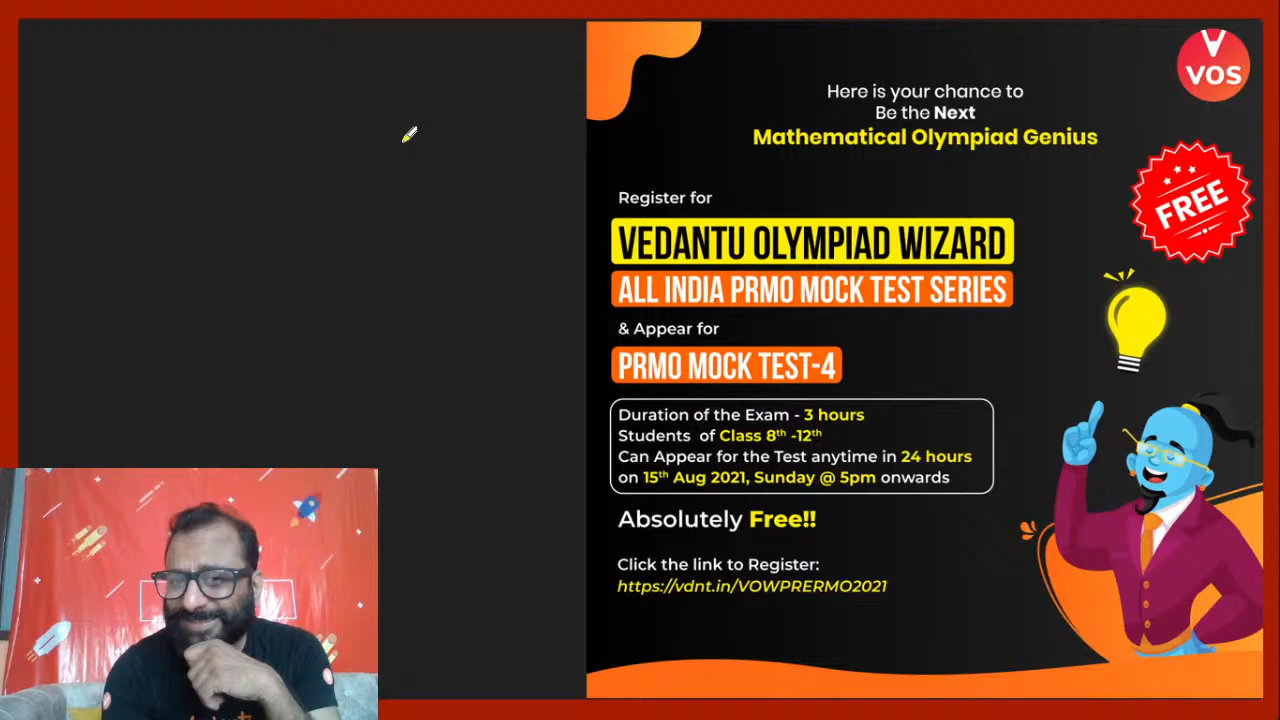 VOS
Here is your chance to
Be the Next
Mathematical Olympiad Genius
FREE
Register for
VEDANTU OLYMPIAD WIZARD
ALL INDIA PRMO MOCK TEST SERIES
& Appear for
PRMO MOCK TEST-4
Duration of the Exam - 3 hours
Students of Class 8th -12th
Can Appear for the Test anytime in 24 hours
on 15th Aug 2021, Sunday @ 5pm onwards
Absolutely Free!!
Click the link to Register:
https://vdnt.in/VOWPRERMO2021